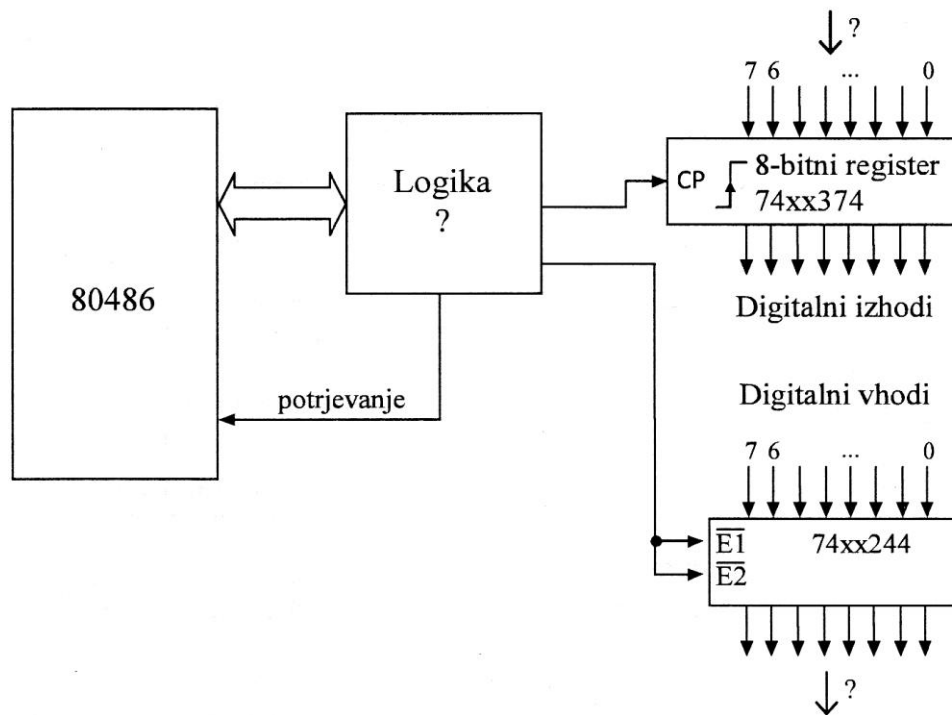 ?
7 6 ... 0
80486
Logika
?
CP 8-bitni register
74xx374
Digitalni izhodi
potrjevanje
Digitalni vhodi
7 6 ... 0
E1 74xx244
E2
?